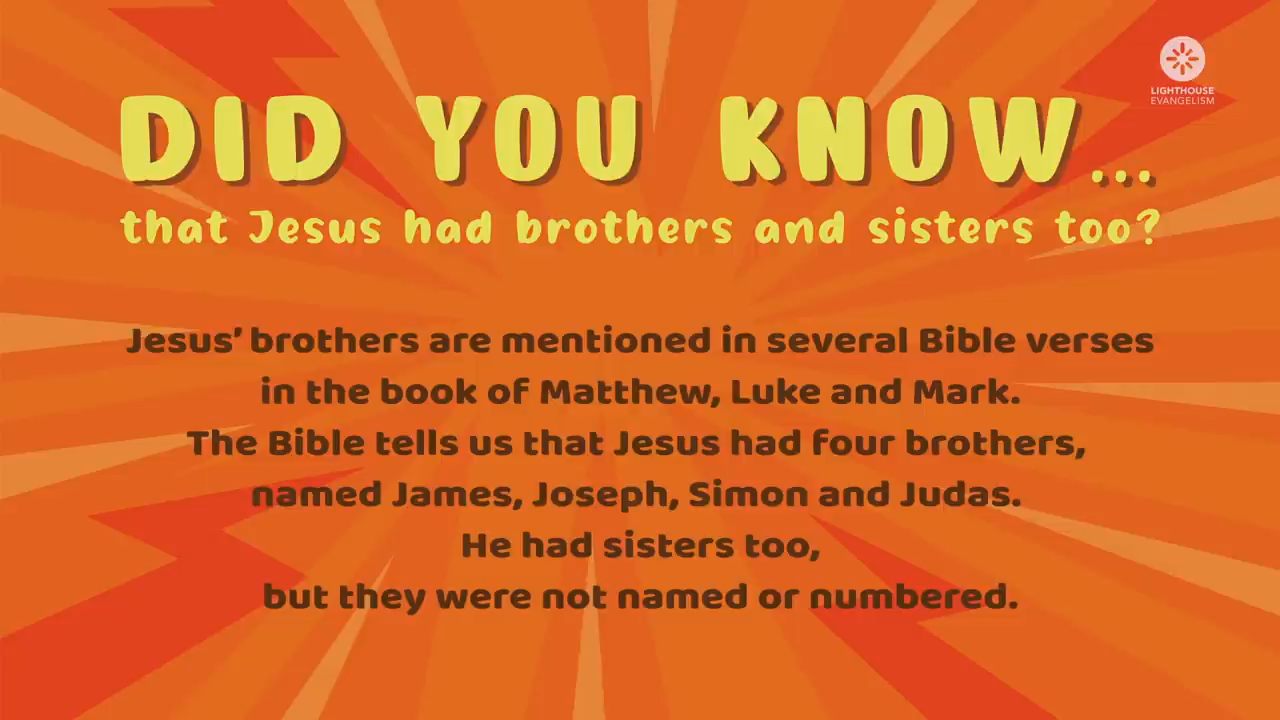 LIGHTHOUSE
EVANGELISM
DID YOU KNOW...
that Jesus had brothers and sisters too?
Jesus’ brothers are mentioned in several Bible verses
in the book of Matthew, Luke and Mark.
The Bible tells us that Jesus had four brothers,
named James, Joseph, Simon and Judas.
He had sisters too,
but they were not named or numbered.